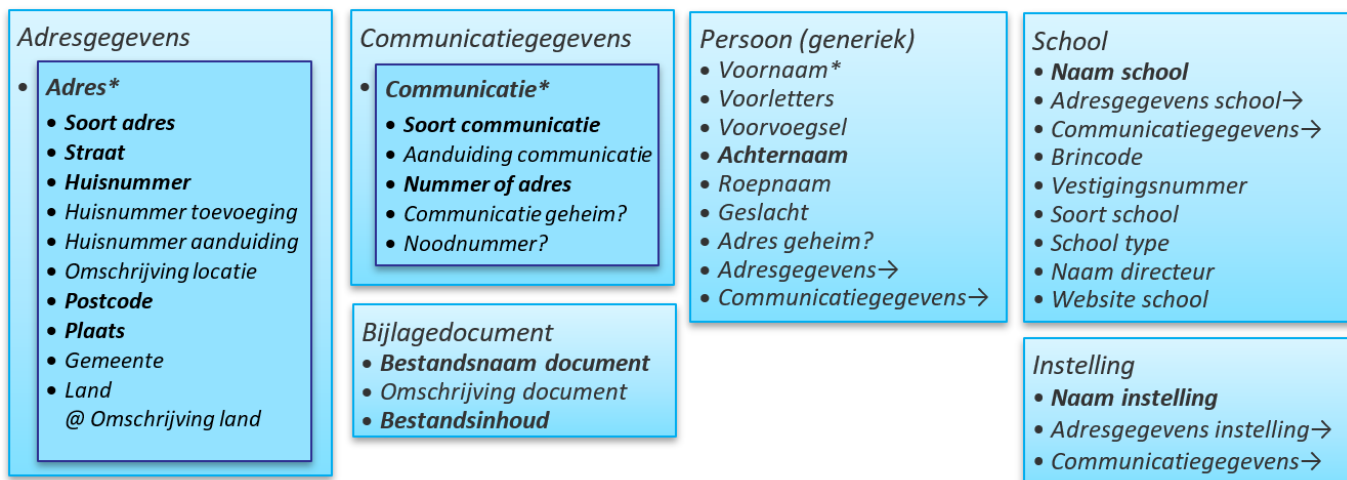 Adresgegevens
• Adres*
• Soort adres
• Straat
• Huisnummer
• Huisnummer toevoeging
• Huisnummer aanduiding
• Omschrijving locatie
• Postcode
• Plaats
• Gemeente
• Land
@ Omschrijving land
Communicatiegegevens
• Communicatie*
• Soort communicatie
• Aanduiding communicatie
• Nummer of adres
• Communicatie geheim?
• Noodnummer?
Bijlagedocument
• Bestandsnaam document
• Omschrijving document
• Bestandsinhoud
Persoon (generiek)
• Voornaam*
• Voorletters
• Voorvoegsel
• Achternaam
• Roepnaam
• Geslacht
• Adres geheim?
• Adresgegevens→
• Communicatiegegevens→
School
• Naam school
• Adresgegevens school→
• Communicatiegegevens→
• Brincode
• Vestigingsnummer
• Soort school
• School type
• Naam directeur
• Website school
Instelling
• Naam instelling
• Adresgegevens instelling→
• Communicatiegegevens→